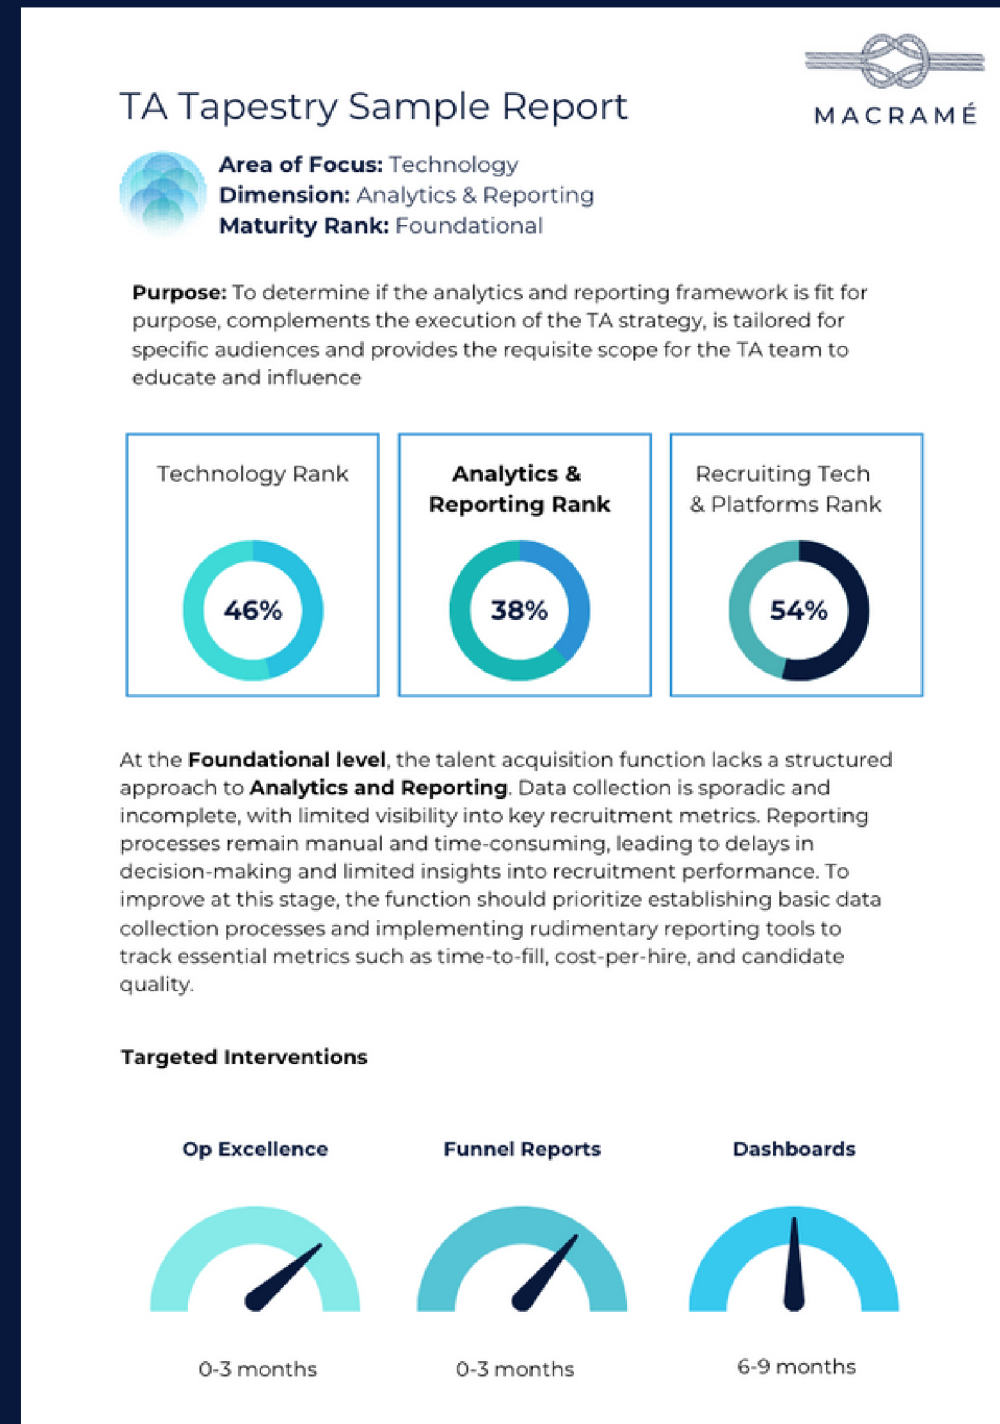 MACRAMÉ
TA Tapestry Sample Report
Area of Focus: Technology
Dimension: Analytics & Reporting
Maturity Rank: Foundational
Purpose: To determine if the analytics and reporting framework is fit for
purpose, complements the execution of the TA strategy, is tailored for
specific audiences and provides the requisite scope for the TA team to
educate and influence
Technology Rank
46%
Analytics &
Reporting Rank
38%
Recruiting Tech
& Platforms Rank
54%
At the Foundational level, the talent acquisition function lacks a structured
approach to Analytics and Reporting. Data collection is sporadic and
incomplete, with limited visibility into key recruitment metrics. Reporting
processes remain manual and time-consuming, leading to delays in
decision-making and limited insights into recruitment performance. To
improve at this stage, the function should prioritize establishing basic data
collection processes and implementing rudimentary reporting tools to
track essential metrics such as time-to-fill, cost-per-hire, and candidate
quality.
Targeted Interventions
Op Excellence
0-3 months
Funnel Reports
0-3 months
Dashboards
6-9 months